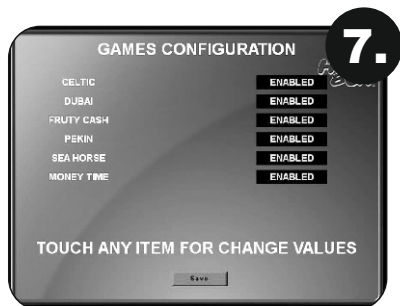 7.
GAMES CONFIGURATION
CELTIC ENABLED
DUBAI ENABLED
FRUTY CASH ENABLED
PEKIN ENABLED
SEA HORSE ENABLED
MONEY TIME ENABLED
TOUCH ANY ITEM FOR CHANGE VALUES
Save